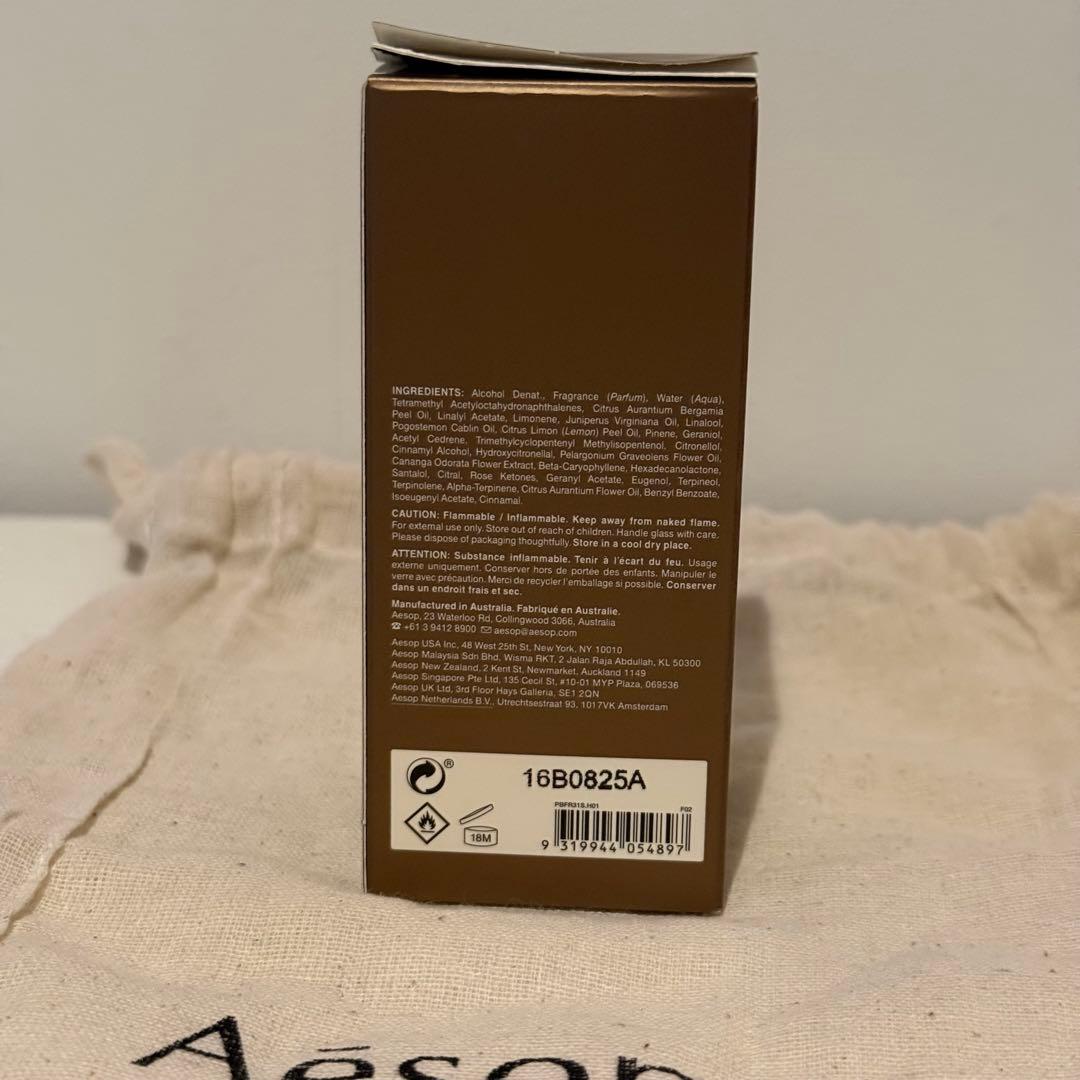 INGREDIENTS: Alcohol Denat., Fragrance (Parfum), Water (Aqua),
Tetramethyl Acetyloctahydronaphthalenes, Citrus Aurantium Bergamia
Peel Oil, Linalyl Acetate, Limonene, Juniperus Virginiana Oil, Linalool,
Pogostemon Cablin Oil, Citrus Limon (Lemon) Peel Oil, Pinene, Geraniol,
Acetyl Cedrene, Trimethylcyclopentenyl Methylisopentenol, Citronellol,
Cinnamyl Alcohol, Hydroxycitronellal, Pelargonium Graveolens Flower Oil,
Cananga Odorata Flower Extract, Beta-Caryophyllene, Hexadecanolactone,
Santalol, Citral, Rose Ketones, Geranyl Acetate, Eugenol, Terpineol,
Terpinolene, Alpha-Terpinene, Citrus Aurantium Flower Oil, Benzyl Benzoate,
Isoeugenyl Acetate, Cinnamal.
CAUTION: Flammable / Inflammable. Keep away from naked flame.
For external use only. Store out of reach of children. Handle glass with care.
Please dispose of packaging thoughtfully. Store in a cool dry place.
ATTENTION: Substance inflammable. Tenir à l'écart du feu. Usage
externe uniquement. Conserver hors de portée des enfants. Manipuler le
verre avec précaution. Merci de recycler l'emballage si possible. Conserver
dans un endroit frais et sec.
Manufactured in Australia. Fabriqué en Australie.
Aesop, 23 Waterloo Rd, Collingwood 3066, Australia
☎ +61 3 9412 8900 ✉ aesop@aesop.com
Aesop USA Inc, 48 West 25th St, New York, NY 10010
Aesop Malaysia Sdn Bhd, Wisma RKT, 2 Jalan Raja Abdullah, KL 50300
Aesop New Zealand, 2 Kent St, Newmarket, Auckland 1149
Aesop Singapore Pte Ltd, 135 Cecil St, #10-01 MYP Plaza, 069536
Aesop UK Ltd, 3rd Floor Hays Galleria, SE1 2QN
Aesop Netherlands B.V., Utrechtsestraat 93, 1017VK Amsterdam
®
16B0825A
PBFR31S.H01 F02
18M
9 319944 054897
Aēsop